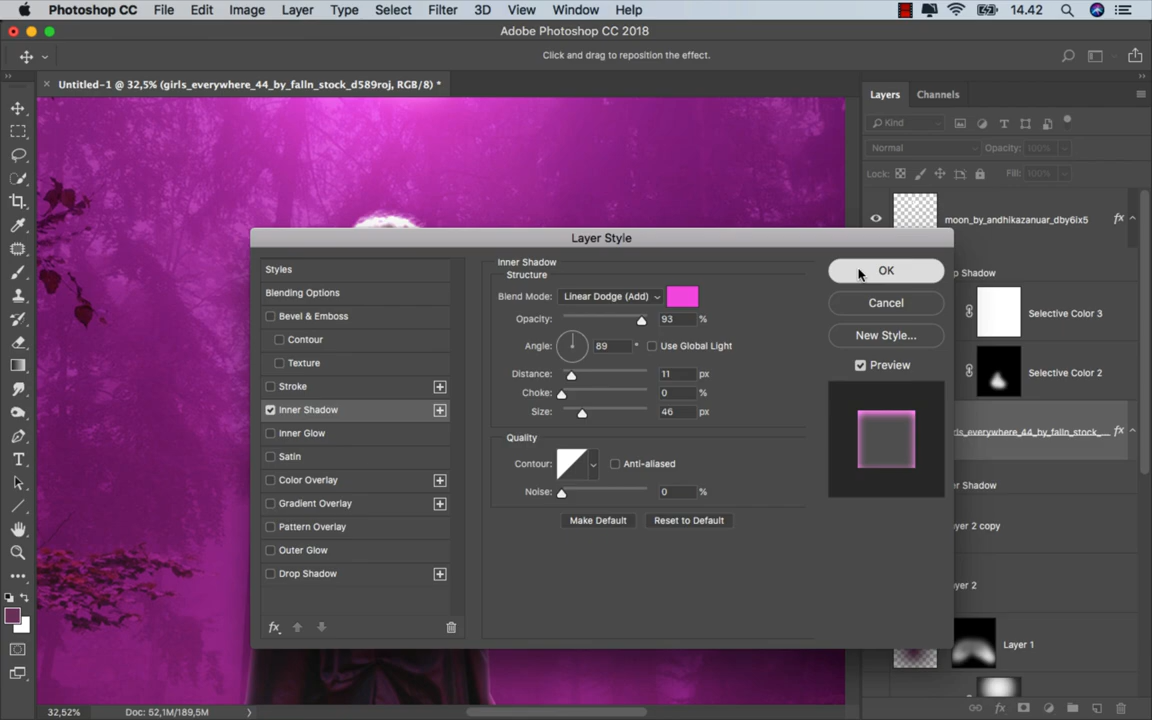 Photoshop CC File Edit Image Layer Type Select Filter 3D View Window Help 14.42
Adobe Photoshop CC 2018
Click and drag to reposition the effect.
Untitled-1 @ 32,5% (girls_everywhere_44_by_falln_stock_d589roj, RGB/8) *
Layers Channels
Kind
Normal Opacity: 100%
Lock: Fill: 100%
moon_by_andhikazanuar_dby6ix5 fx
p Shadow
Selective Color 3
Selective Color 2
ds_everywhere_44_by_falln_stock_... fx
er Shadow
yer 2 copy
yer 2
Layer 1
Layer Style
Styles
Blending Options
Bevel & Emboss
Contour
Texture
Stroke
Inner Shadow
Inner Glow
Satin
Color Overlay
Gradient Overlay
Pattern Overlay
Outer Glow
Drop Shadow
fx
Inner Shadow
Structure
Blend Mode: Linear Dodge (Add)
Opacity: 93 %
Angle: 89 ° Use Global Light
Distance: 11 px
Choke: 0 %
Size: 46 px
Quality
Contour: Anti-aliased
Noise: 0 %
Make Default Reset to Default
OK
Cancel
New Style...
Preview
32,52% Doc: 52,1M/189,5M
fx